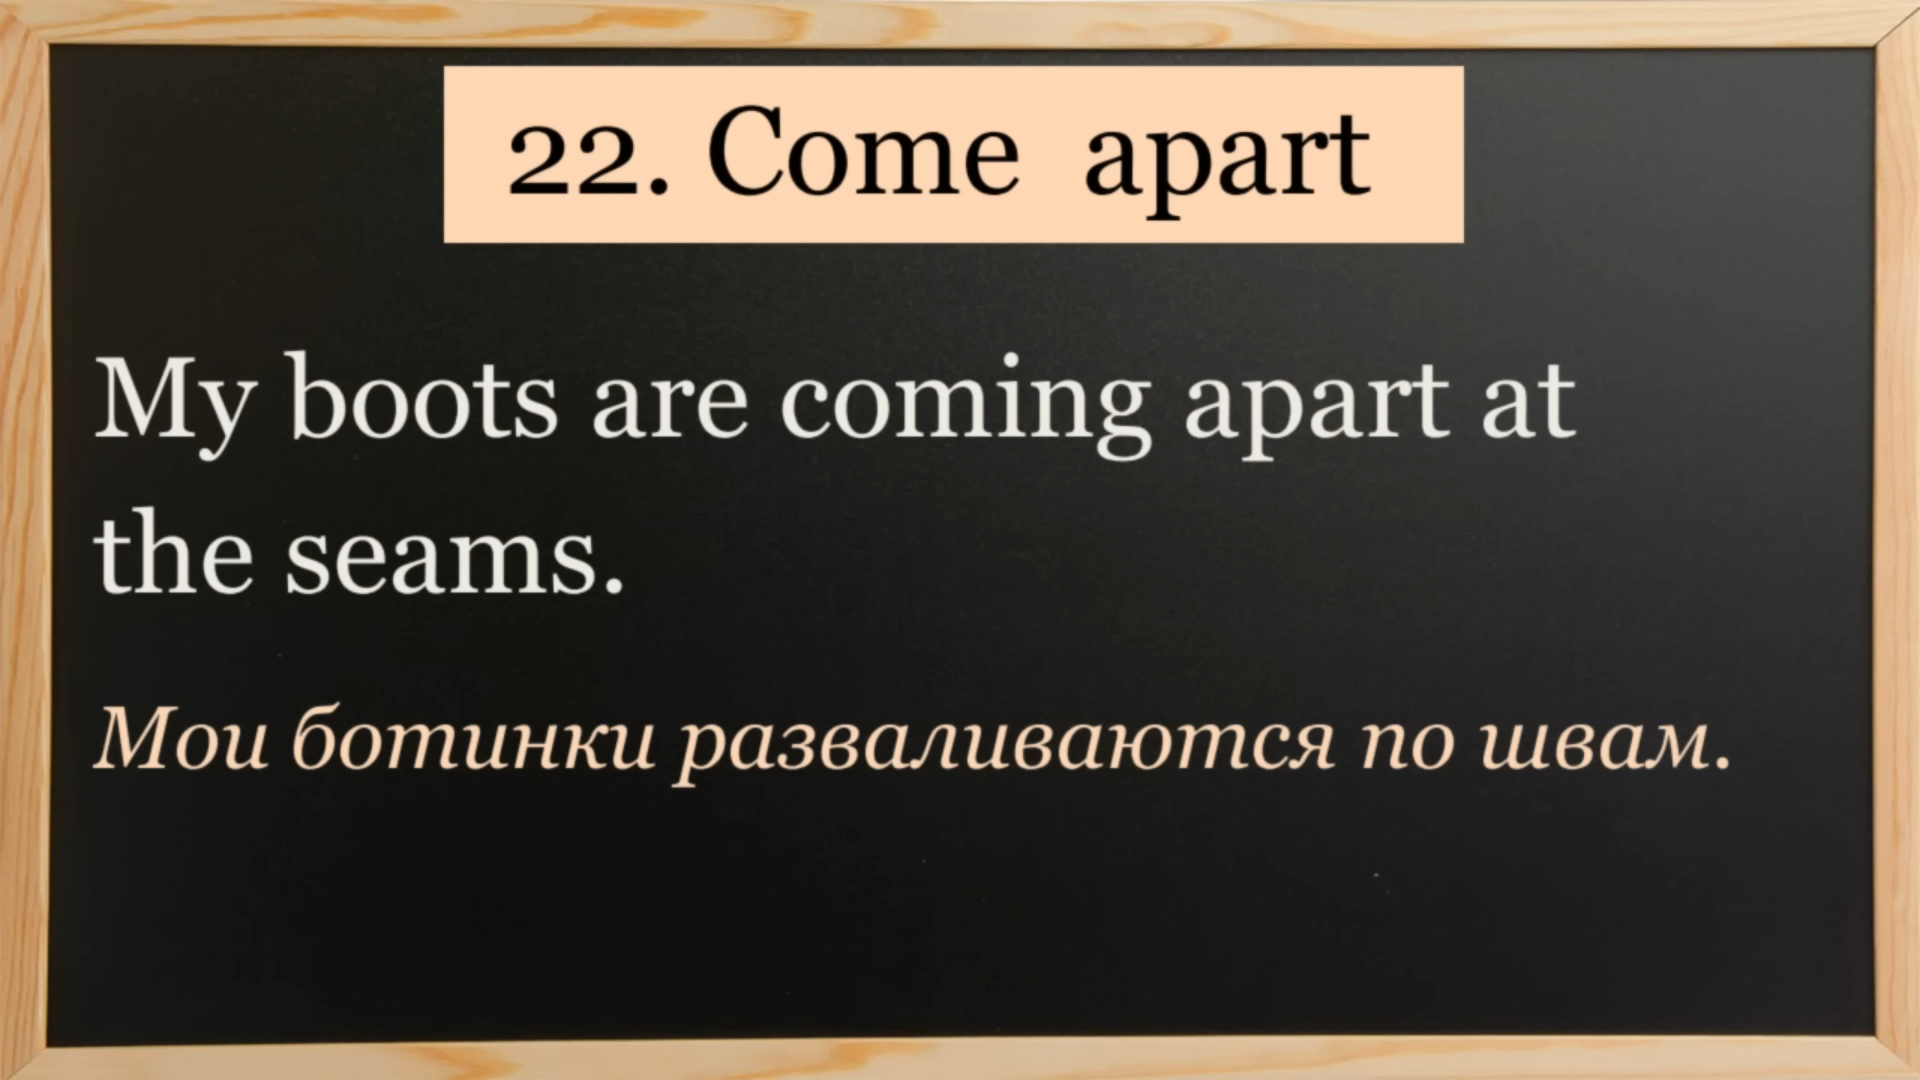 22. Come apart
My boots are coming apart at
the seams.
Мои ботинки разваливаются по швам.